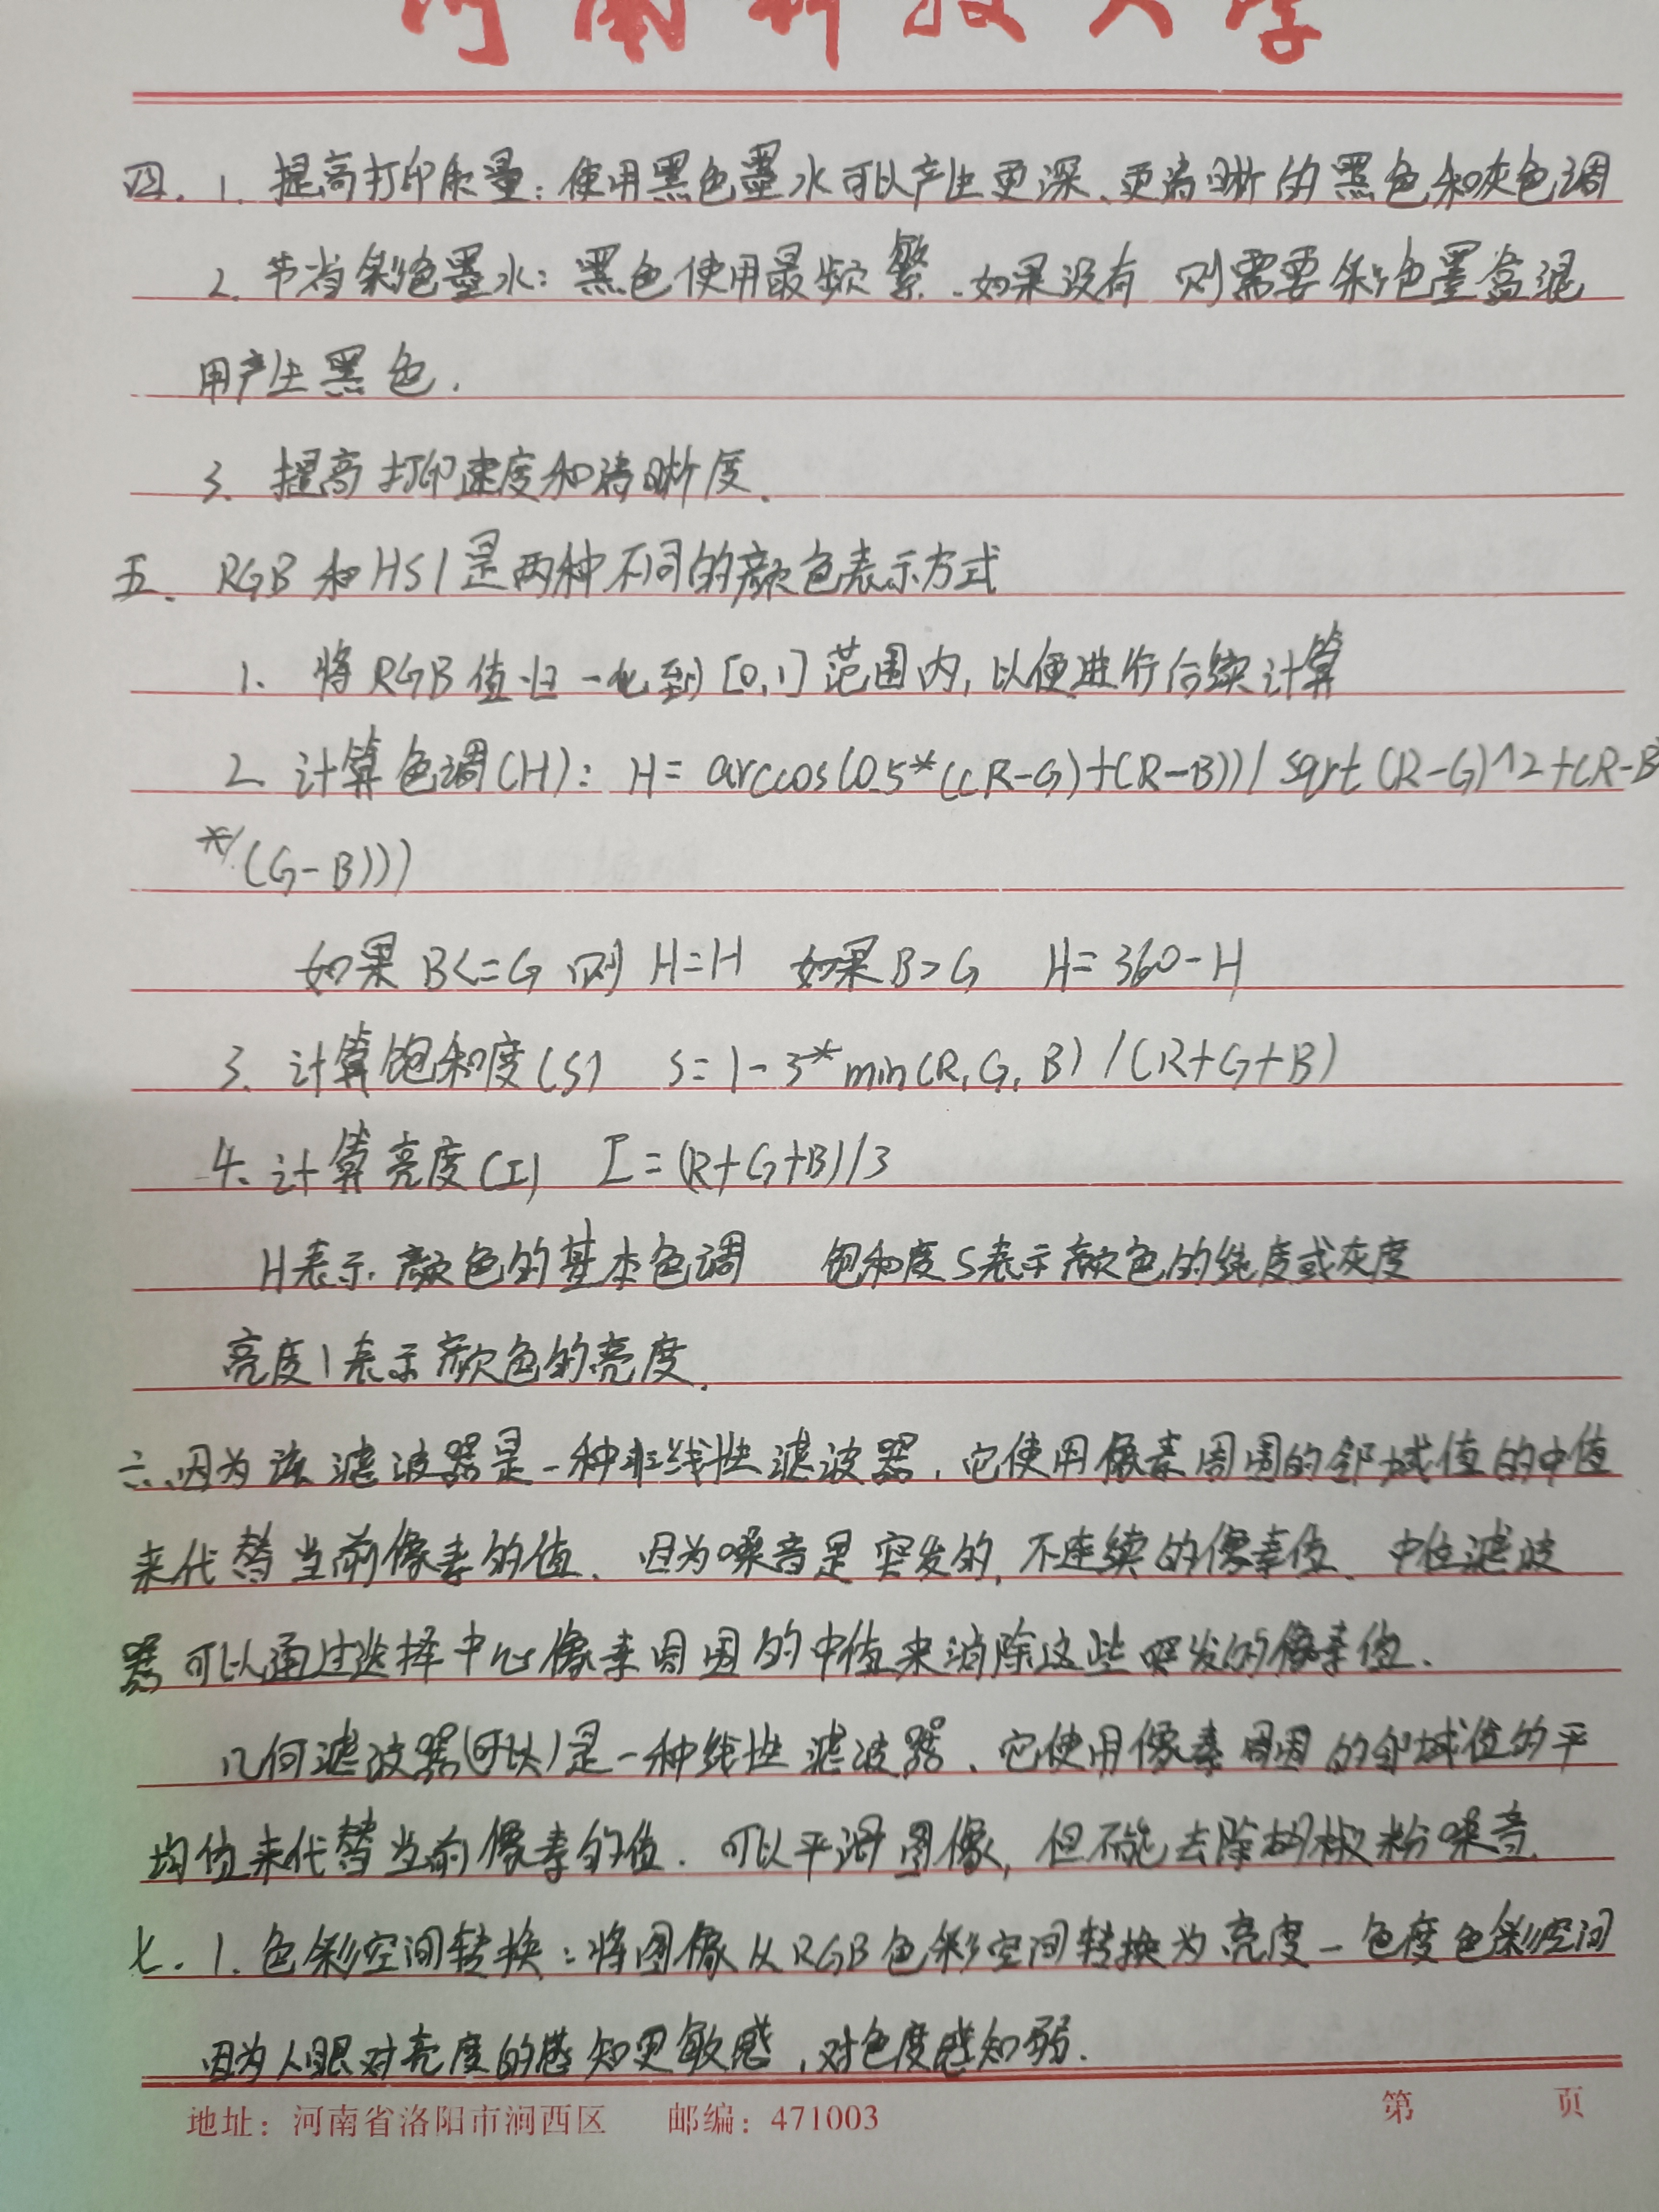 河南科技大学
四. 1. 提高打印质量: 使用黑色墨水可以产生更深、更清晰的黑色和灰色调
2. 节省彩色墨水: 黑色使用最频繁. 如果没有 则需要彩色墨盒混
用产生黑色.
3. 提高打印速度和清晰度.
五. RGB 和 HSI 是两种不同的颜色表示方式
1. 将 RGB 值归一化到 [0,1] 范围内, 以便进行后续计算
2. 计算色调(H): H = arccos(0.5*((R-G)+(R-B))/sqrt(R-G)^2+(R-B)
*(G-B)))
如果 B<=G 则 H=H 如果 B>G H=360-H
3. 计算饱和度(S) S=1-3*min(R,G,B)/(R+G+B)
4. 计算亮度(I) I=(R+G+B)/3
H表示颜色的基本色调 饱和度S表示颜色的纯度或灰度
亮度I表示颜色的亮度.
六. 因为该滤波器是一种非线性滤波器, 它使用像素周围的邻域值的中值
来代替当前像素的值. 因为噪音是突发的, 不连续的像素值. 中值滤波
器可以通过选择中心像素周围的中值来消除这些突发的像素值.
几何滤波器(可以)是一种线性滤波器. 它使用像素周围的邻域值的平
均值来代替当前像素的值. 可以平滑图像, 但不能去除胡椒粉噪音.
七. 1. 色彩空间转换: 将图像从RGB色彩空间转换为亮度-色度色彩空间
因为人眼对亮度的感知更敏感, 对色度感知弱.
地址: 河南省洛阳市涧西区 邮编: 471003 第 页